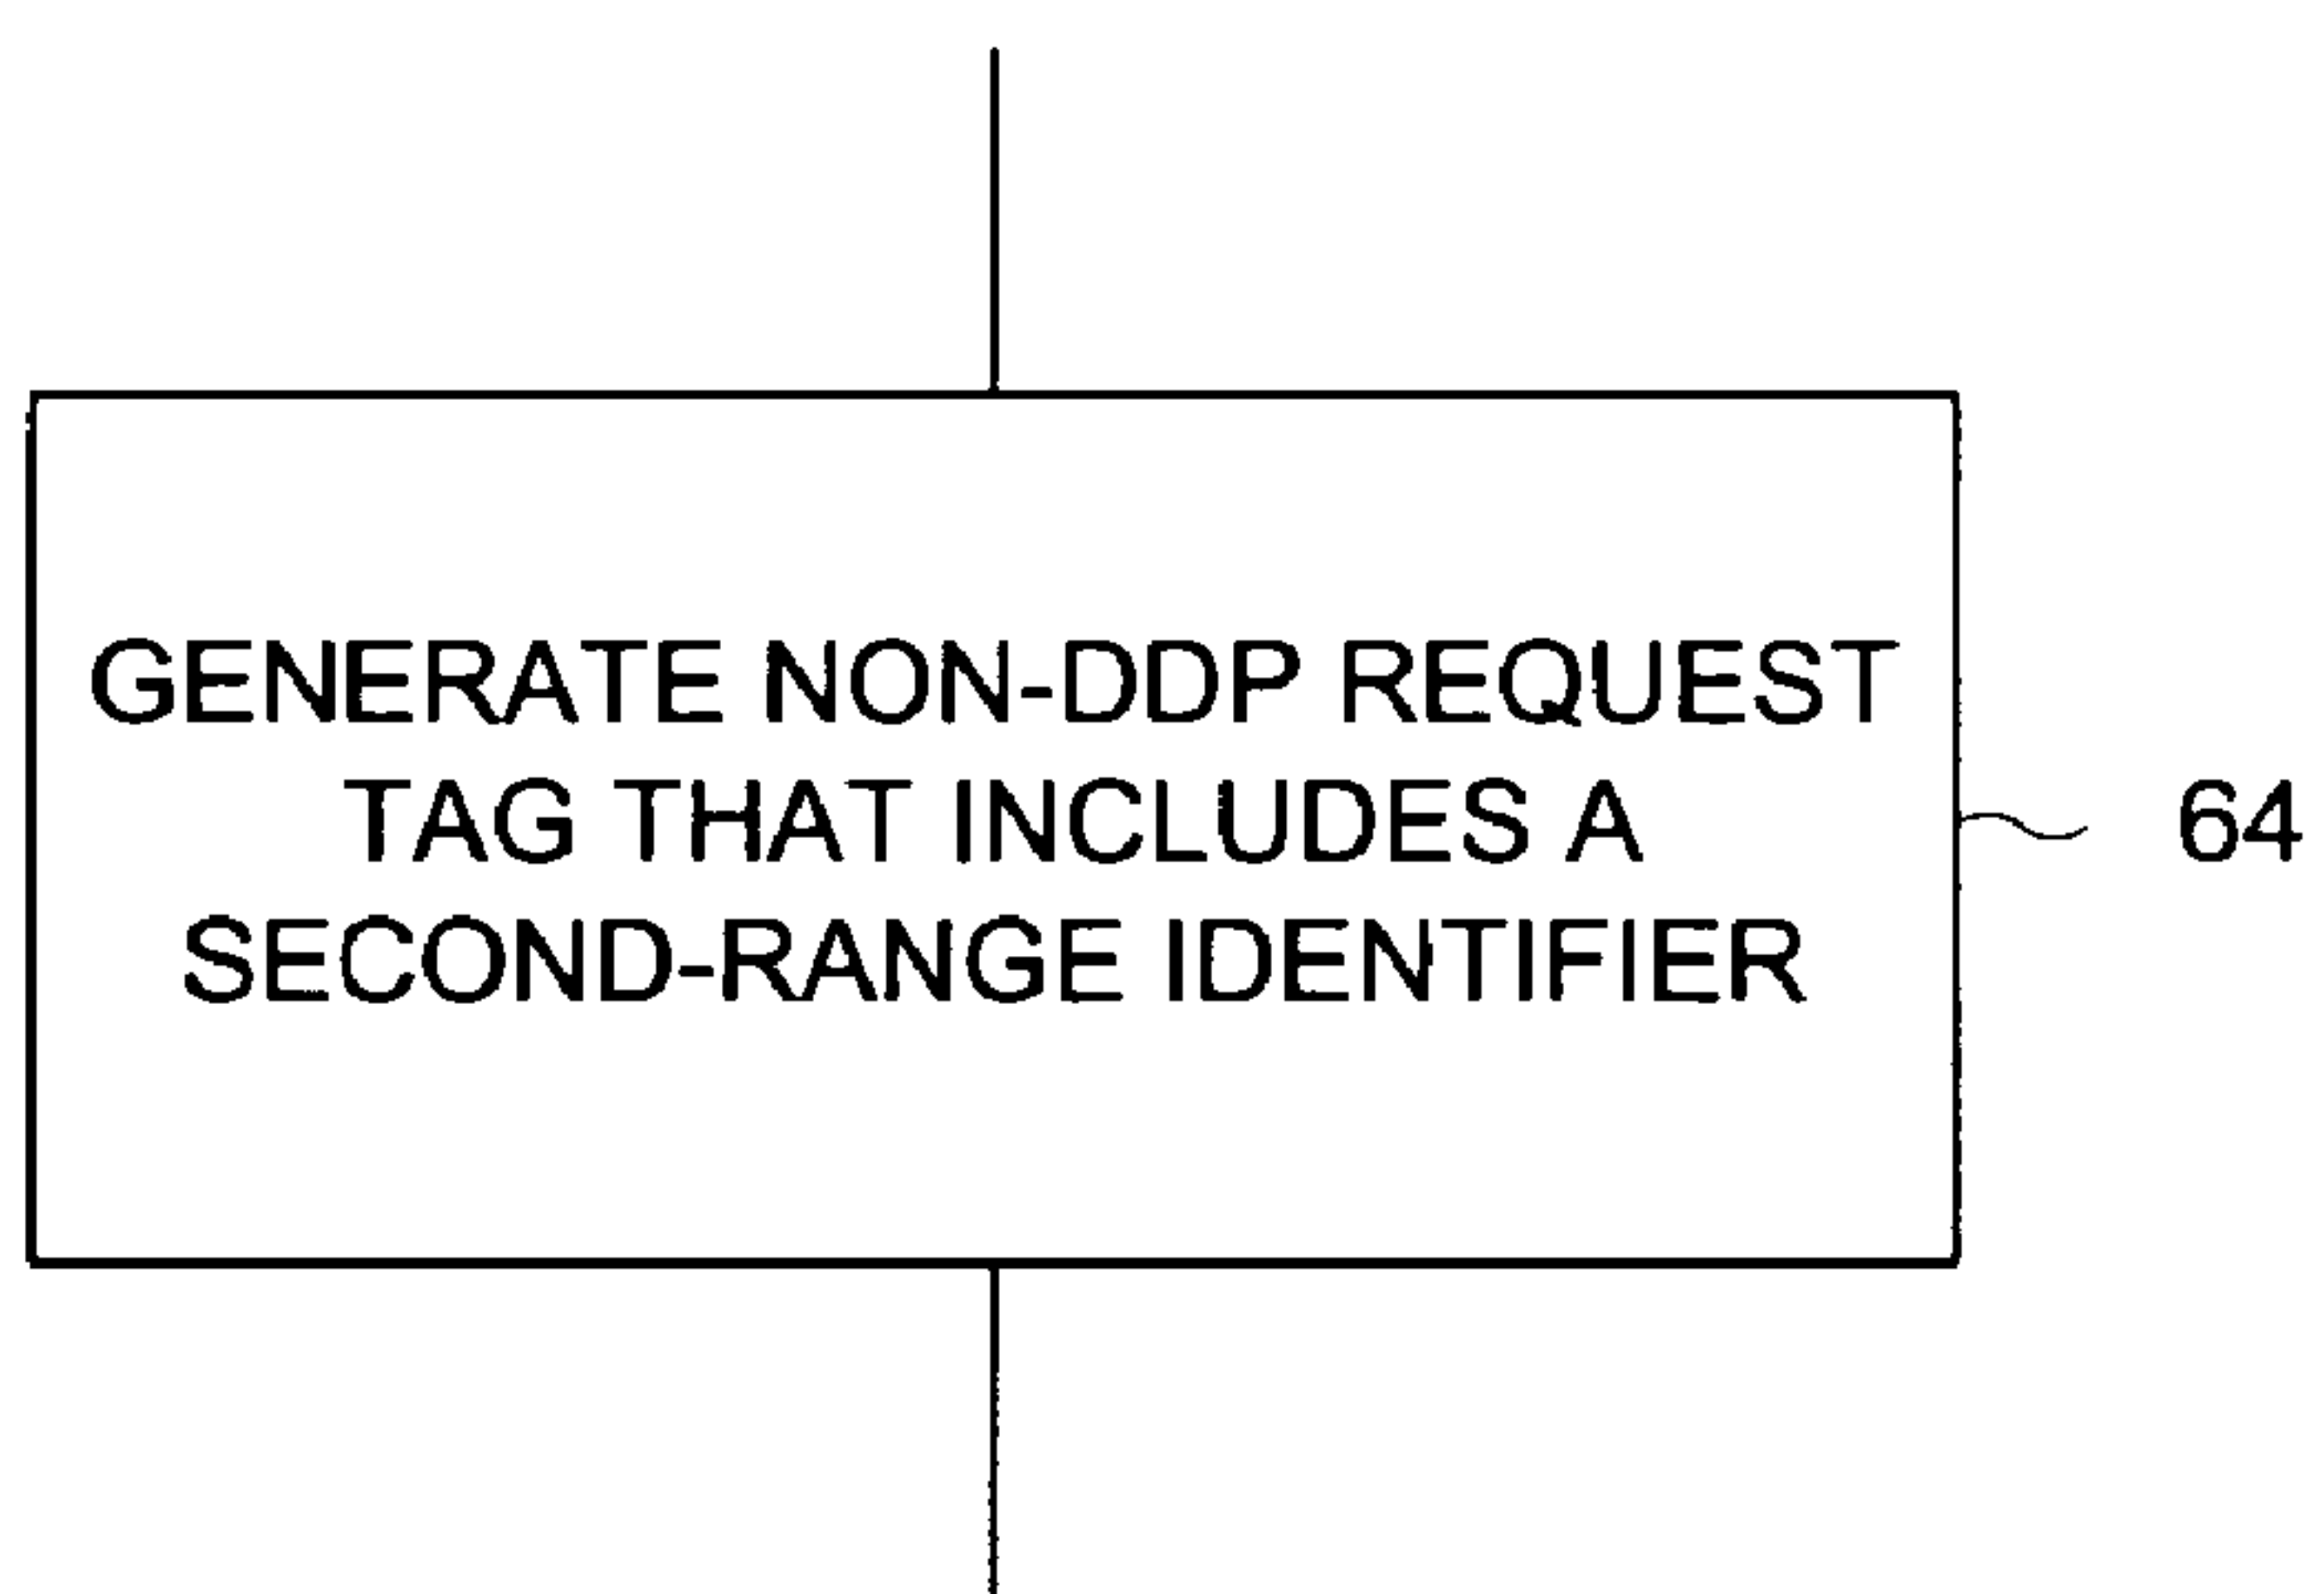 GENERATE NON-DDP REQUEST
TAG THAT INCLUDES A
SECOND-RANGE IDENTIFIER
64